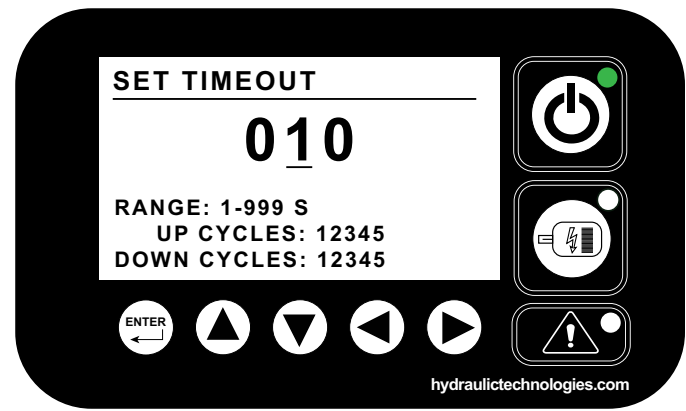 SET TIMEOUT
010
RANGE: 1-999 S
UP CYCLES: 12345
DOWN CYCLES: 12345
ENTER
hydraulictechnologies.com